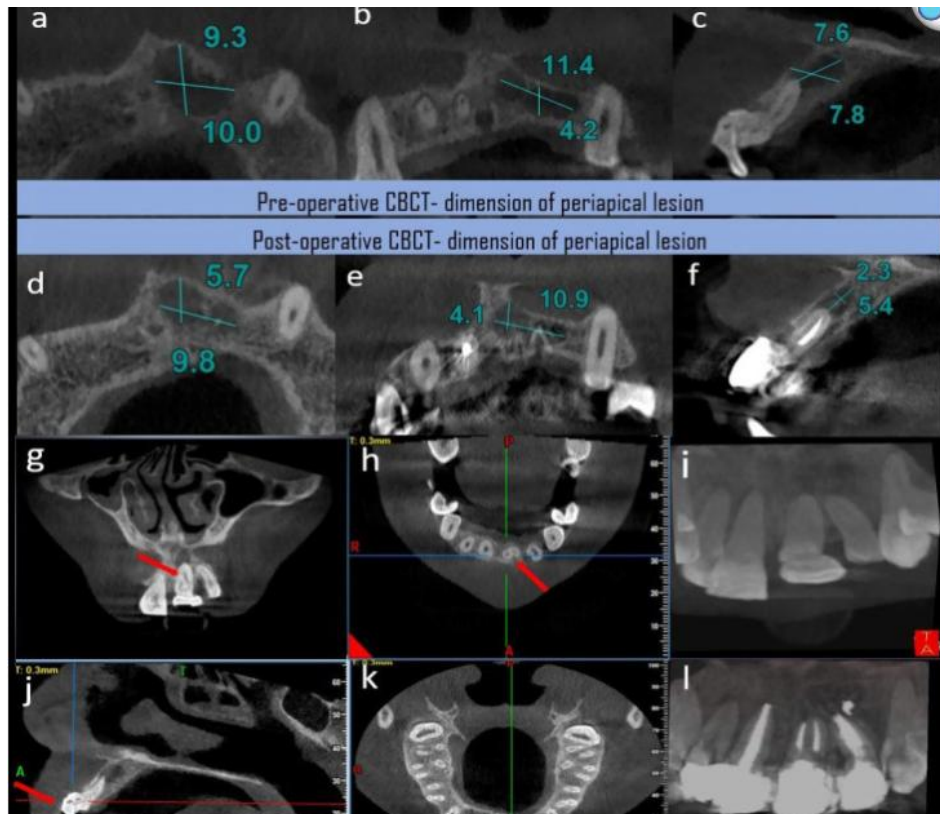 a
9.3
10.0
b
11.4
4.2
c
7.6
7.8
Pre-operative CBCT- dimension of periapical lesion
Post-operative CBCT- dimension of periapical lesion
d
5.7
9.8
e
4.1
10.9
f
2.3
5.4
g
T: 0.3mm
h
P
R
A
i
T
A
T: 0.3mm
j
T
A
k
l